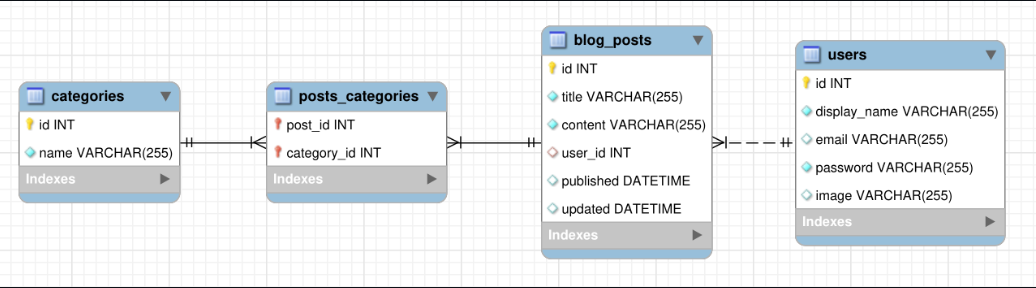 categories
id INT
name VARCHAR(255)
Indexes
posts_categories
post_id INT
category_id INT
Indexes
blog_posts
id INT
title VARCHAR(255)
content VARCHAR(255)
user_id INT
published DATETIME
updated DATETIME
Indexes
users
id INT
display_name VARCHAR(255)
email VARCHAR(255)
password VARCHAR(255)
image VARCHAR(255)
Indexes